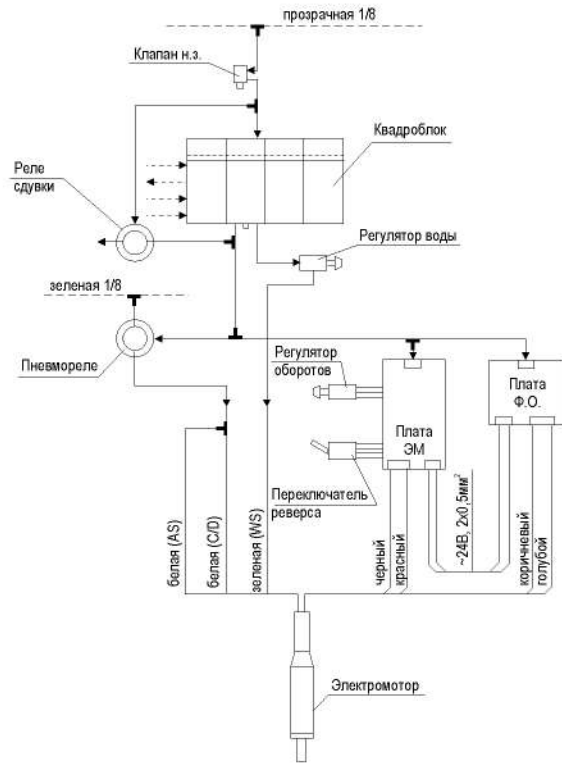 прозрачная 1/8
Клапан н.з.
Квадроблок
Реле
сдувки
Регулятор воды
зеленая 1/8
Пневмореле
Регулятор
оборотов
Плата
ЭМ
Плата
Ф.О.
Переключатель
реверса
белая (AS)
белая (C/D)
зеленая (WS)
черный
красный
~24В, 2х0,5мм²
коричневый
голубой
Электромотор